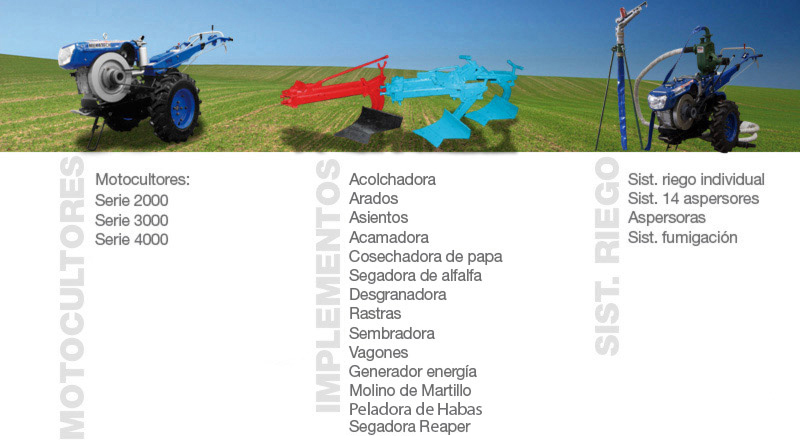 MOTOCULTORES
Motocultores:
Serie 2000
Serie 3000
Serie 4000
IMPLEMENTOS
Acolchadora
Arados
Asientos
Acamadora
Cosechadora de papa
Segadora de alfalfa
Desgranadora
Rastras
Sembradora
Vagones
Generador energía
Molino de Martillo
Peladora de Habas
Segadora Reaper
SIST. RIEGO
Sist. riego individual
Sist. 14 aspersores
Aspersoras
Sist. fumigación